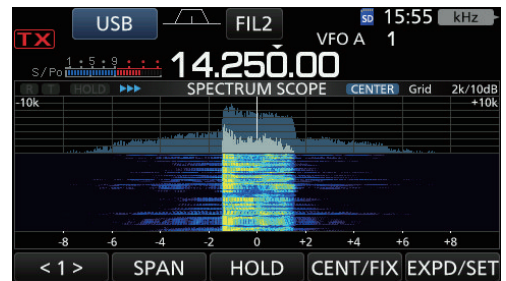 USB FIL2 SD 15:55 kHz
TX VFO A 1
S/Po 1 · 5 · 9 14.250.00
R T HOLD SPECTRUM SCOPE CENTER Grid 2k/10dB
-10k +10k
-8 -6 -4 -2 0 +2 +4 +6 +8
< 1 > SPAN HOLD CENT/FIX EXPD/SET